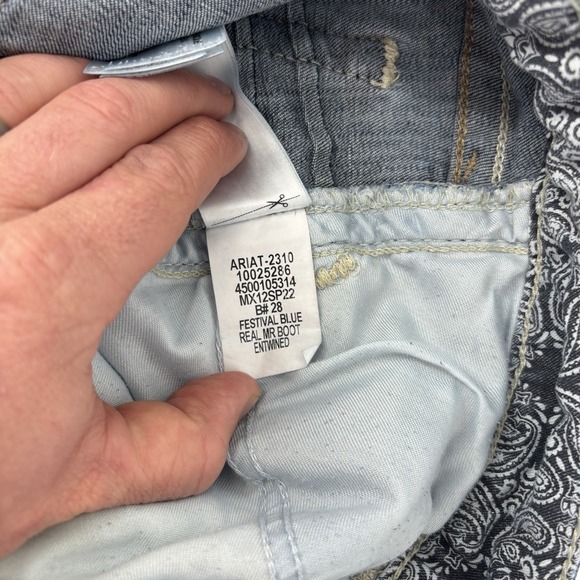 ARIAT-2310
10025286
4500105314
MX12SP22
B# 28
FESTIVAL BLUE
REAL MR BOOT
ENTWINED